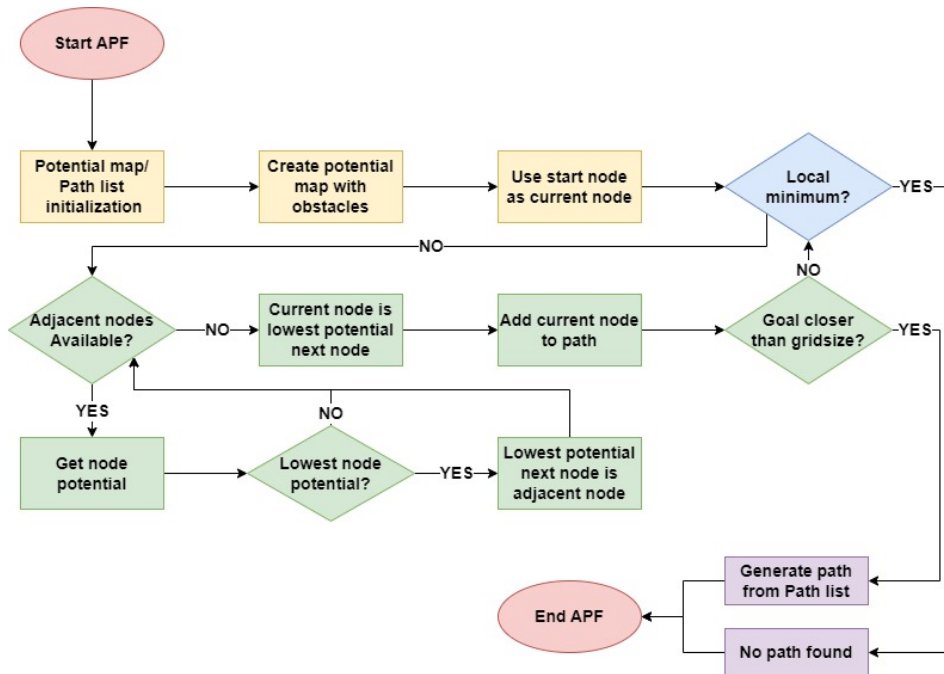 Start APF
Potential map/
Path list
initialization
Create potential
map with
obstacles
Use start node
as current node
Local
minimum?
YES
NO
Adjacent nodes
Available?
NO
Current node is
lowest potential
next node
Add current node
to path
NO
Goal closer
than gridsize?
YES
YES
NO
Get node
potential
Lowest node
potential?
YES
Lowest potential
next node is
adjacent node
Generate path
from Path list
End APF
No path found